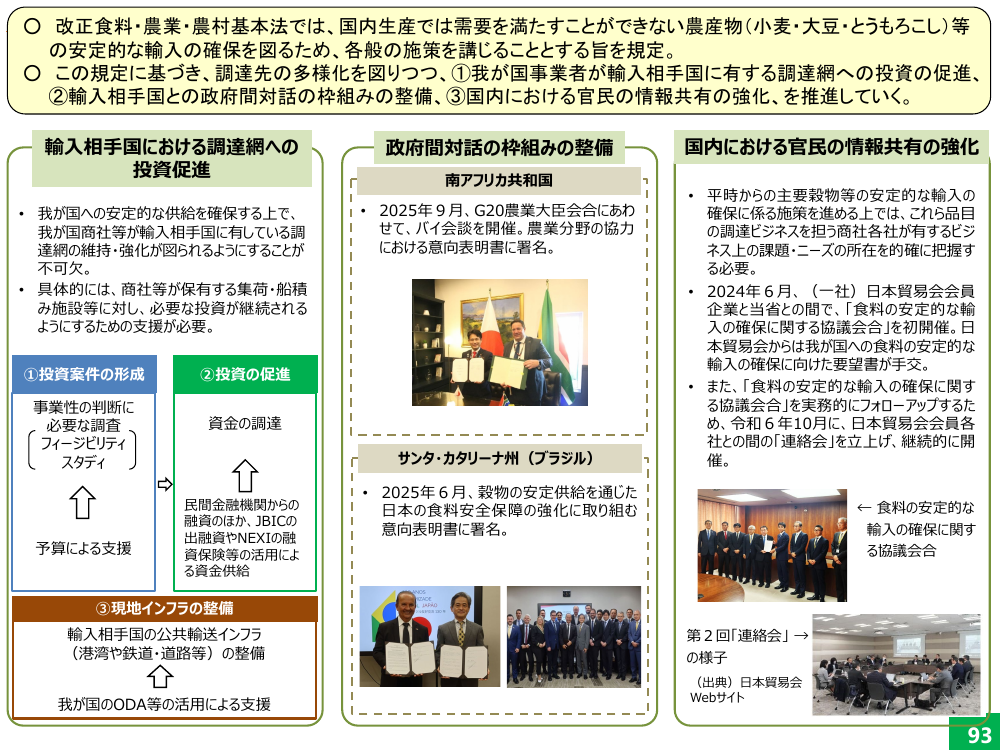 ○ 改正食料・農業・農村基本法では、国内生産では需要を満たすことができない農産物（小麦・大豆・とうもろこし）等
の安定的な輸入の確保を図るため、各般の施策を講じることとする旨を規定。
○ この規定に基づき、調達先の多様化を図りつつ、①我が国事業者が輸入相手国に有する調達網への投資の促進、
②輸入相手国との政府間対話の枠組みの整備、③国内における官民の情報共有の強化、を推進していく。
輸入相手国における調達網への
投資促進
• 我が国への安定的な供給を確保する上で、
我が国商社等が輸入相手国に有している調
達網の維持・強化が図られるようにすることが
不可欠。
• 具体的には、商社等が保有する集荷・船積
み施設等に対し、必要な投資が継続される
ようにするための支援が必要。
①投資案件の形成
事業性の判断に
必要な調査
フィージビリティ
スタディ
予算による支援
②投資の促進
資金の調達
民間金融機関からの
融資のほか、JBICの
出融資やNEXIの融
資保険等の活用によ
る資金供給
③現地インフラの整備
輸入相手国の公共輸送インフラ
（港湾や鉄道・道路等）の整備
我が国のODA等の活用による支援
政府間対話の枠組みの整備
南アフリカ共和国
• 2025年９月、G20農業大臣会合にあわ
せて、バイ会談を開催。農業分野の協力
における意向表明書に署名。
サンタ・カタリーナ州（ブラジル）
• 2025年６月、穀物の安定供給を通じた
日本の食料安全保障の強化に取り組む
意向表明書に署名。
国内における官民の情報共有の強化
• 平時からの主要穀物等の安定的な輸入の
確保に係る施策を進める上では、これら品目
の調達ビジネスを担う商社各社が有するビジ
ネス上の課題・ニーズの所在を的確に把握す
る必要。
• 2024年６月、（一社）日本貿易会会員
企業と当省との間で、「食料の安定的な輸
入の確保に関する協議会合」を初開催。日
本貿易会からは我が国への食料の安定的な
輸入の確保に向けた要望書が手交。
• また、「食料の安定的な輸入の確保に関す
る協議会合」を実務的にフォローアップするた
め、令和６年10月に、日本貿易会会員各
社との間の「連絡会」を立上げ、継続的に開
催。
← 食料の安定的な
輸入の確保に関す
る協議会合
第２回「連絡会」→
の様子
（出典）日本貿易会
Webサイト
93